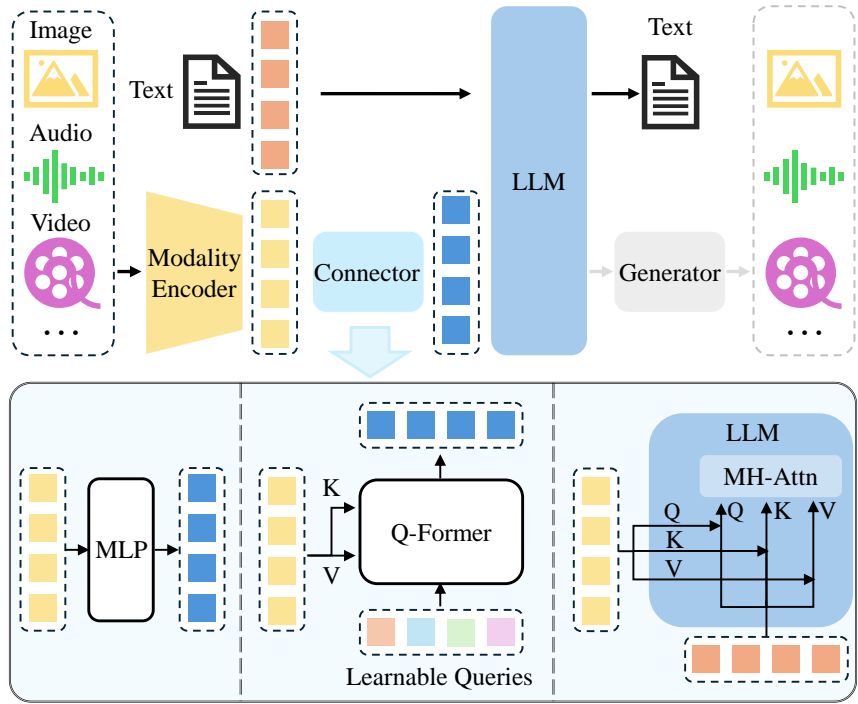 Image
Text
Audio
Video
...
Modality
Encoder
Connector
LLM
Text
Generator
...
MLP
K
V
Q-Former
Learnable Queries
LLM
MH-Attn
Q
K
V
Q
K
V